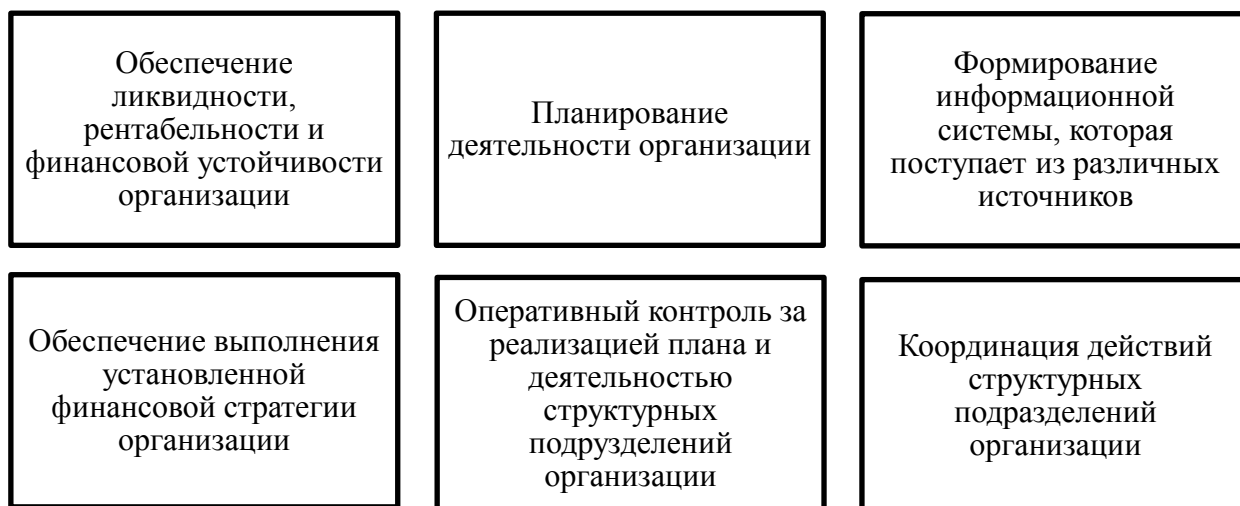 Обеспечение
ликвидности,
рентабельности и
финансовой устойчивости
организации
Планирование
деятельности организации
Формирование
информационной
системы, которая
поступает из различных
источников
Обеспечение выполнения
установленной
финансовой стратегии
организации
Оперативный контроль за
реализацией плана и
деятельностью
структурных
подрузделений
организации
Координация действий
структурных
подразделений
организации